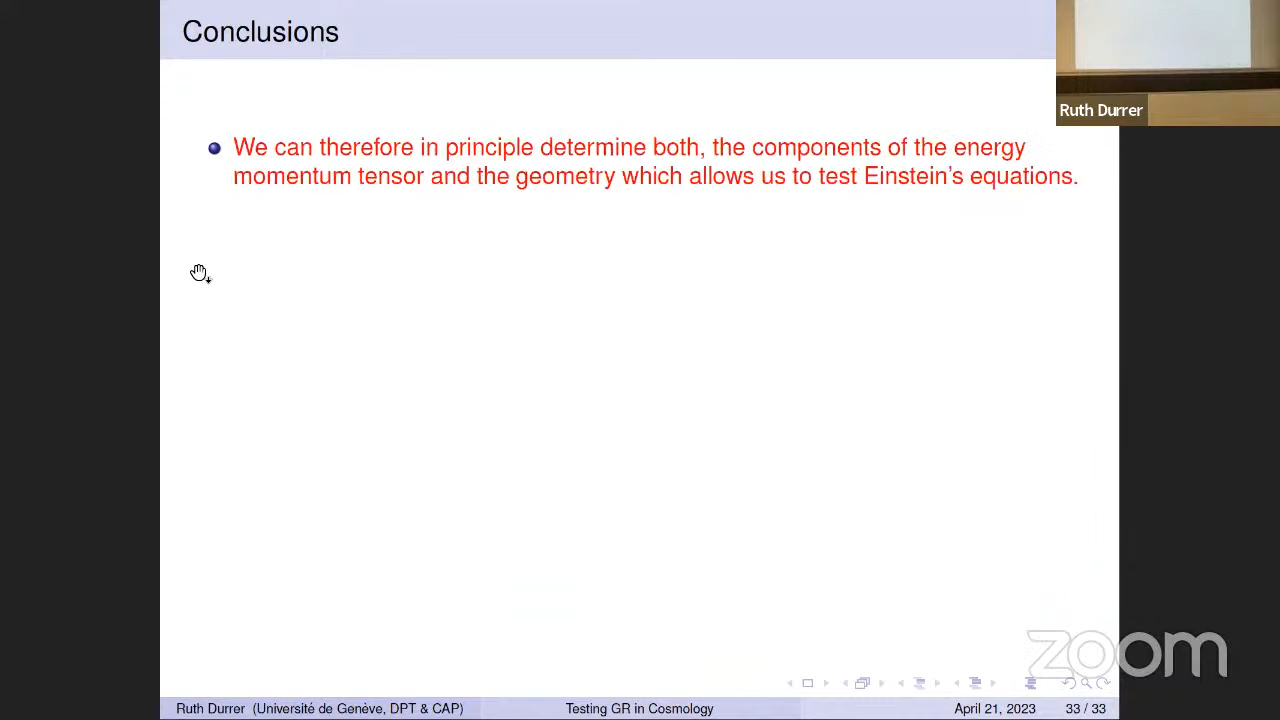 Conclusions
Ruth Durrer
We can therefore in principle determine both, the components of the energy
momentum tensor and the geometry which allows us to test Einstein's equations.
zoom
Ruth Durrer (Université de Genève, DPT & CAP)
Testing GR in Cosmology
April 21, 2023
33 / 33